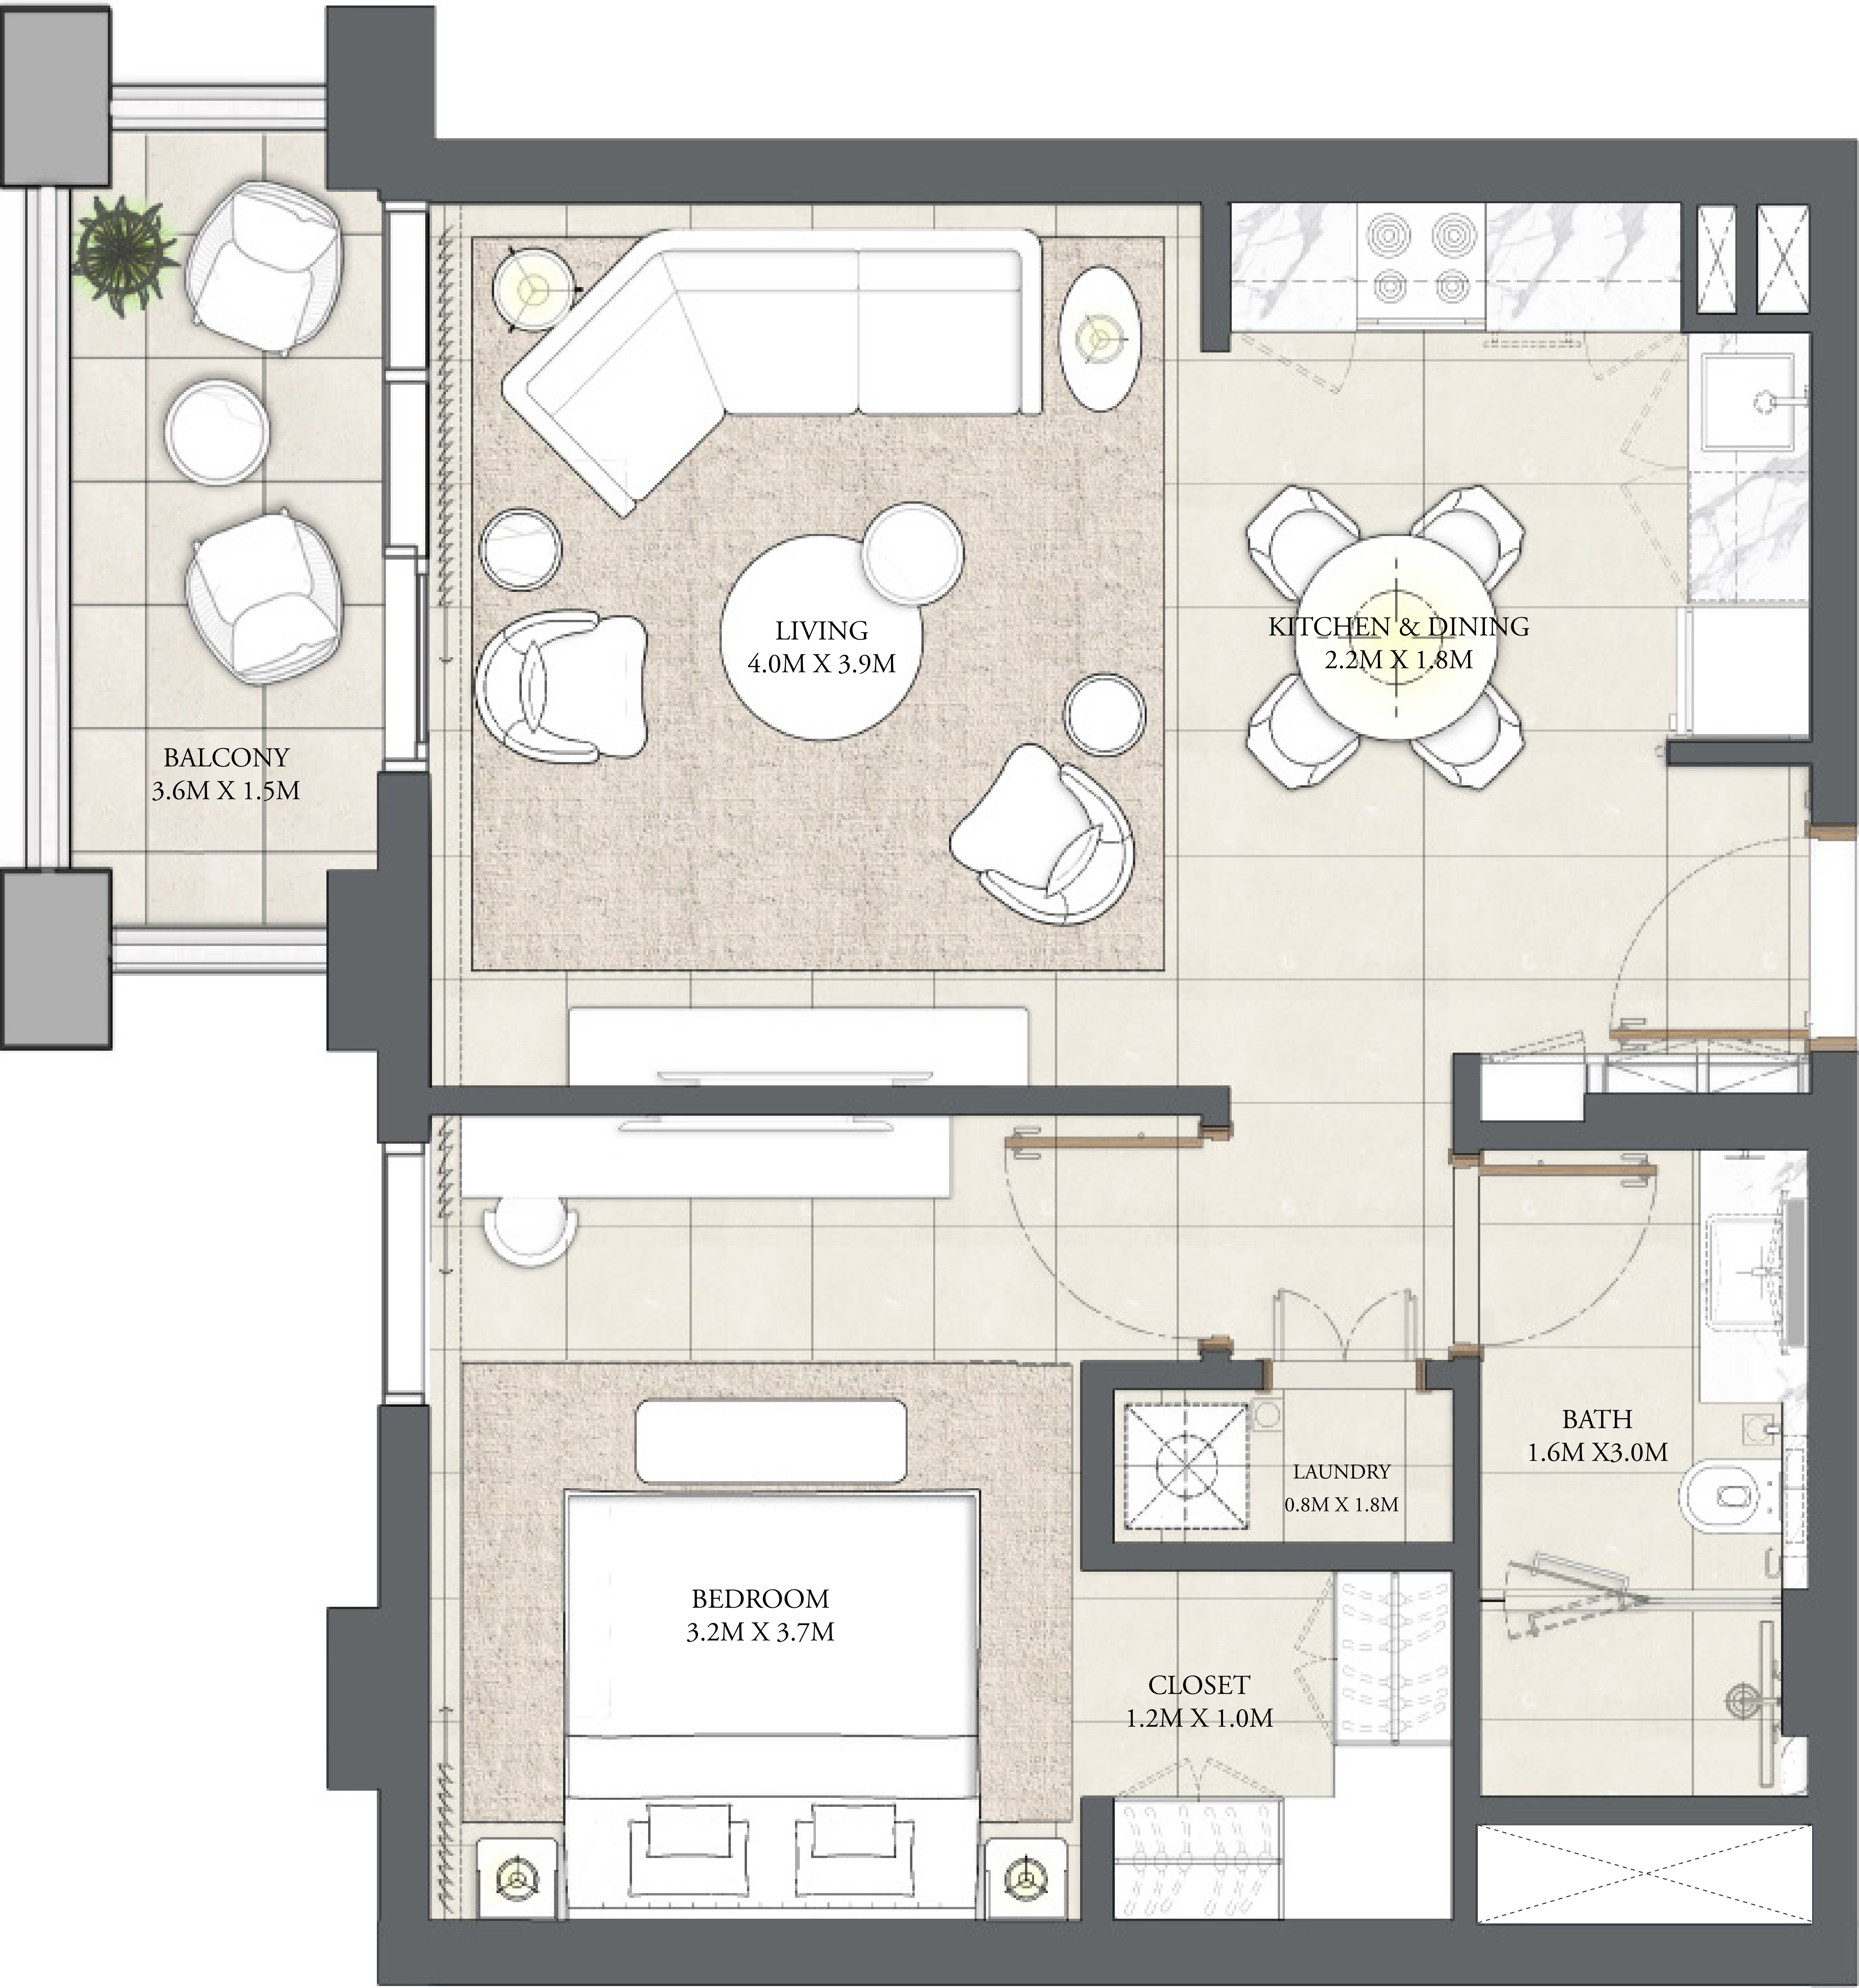 LIVING
4.0M X 3.9M
KITCHEN & DINING
2.2M X 1.8M
BALCONY
3.6M X 1.5M
BATH
1.6M X3.0M
LAUNDRY
0.8M X 1.8M
BEDROOM
3.2M X 3.7M
CLOSET
1.2M X 1.0M